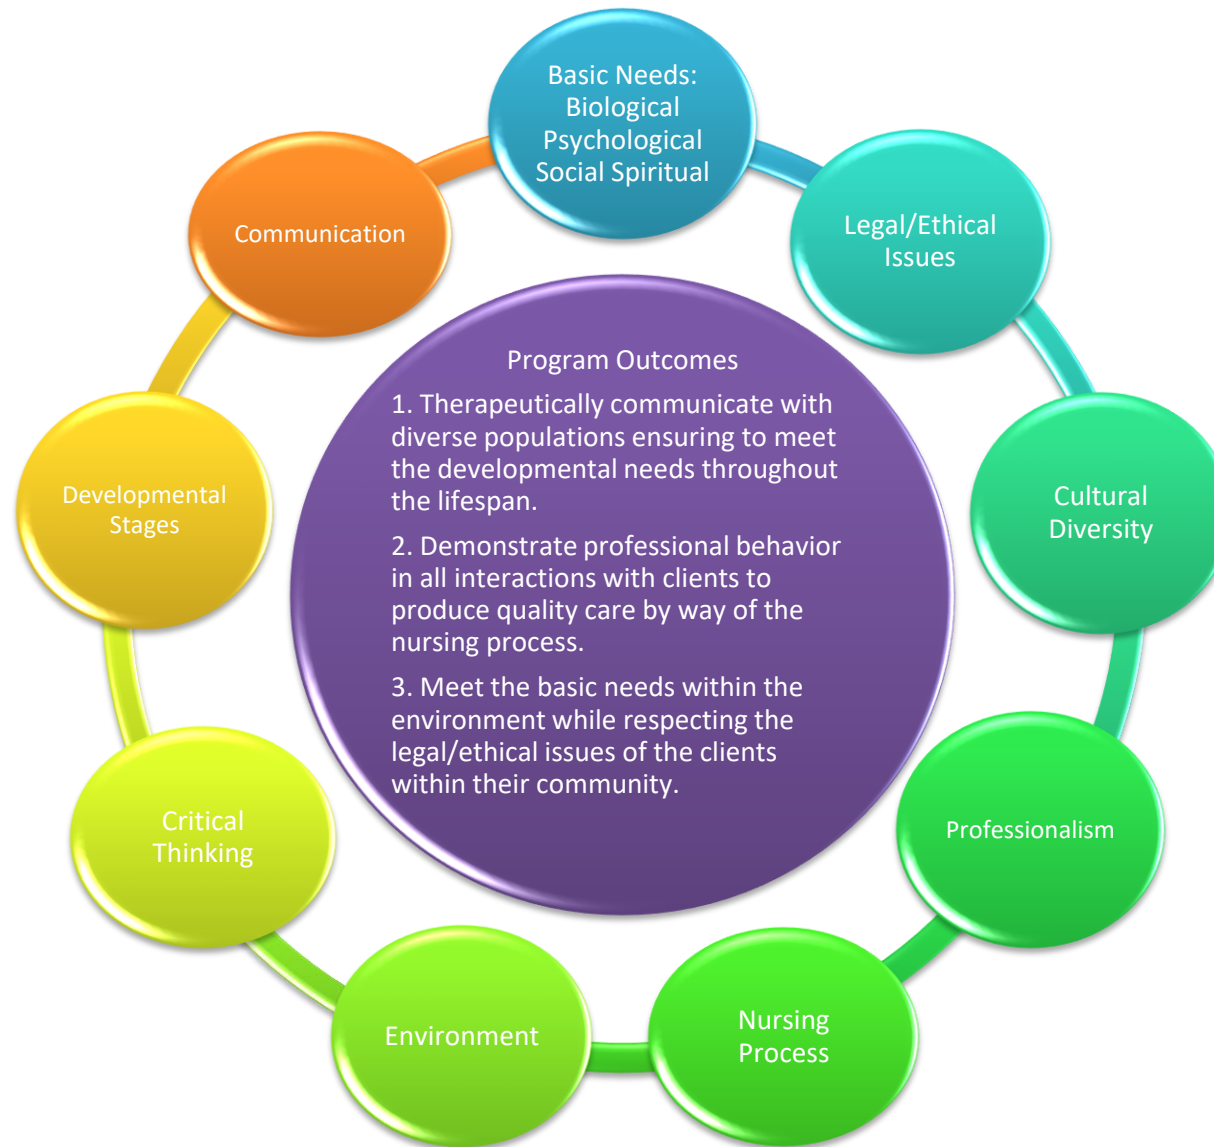 Basic Needs:
Biological
Psychological
Social Spiritual
Legal/Ethical
Issues
Cultural
Diversity
Professionalism
Nursing
Process
Environment
Critical
Thinking
Developmental
Stages
Communication
Program Outcomes
1. Therapeutically communicate with
diverse populations ensuring to meet
the developmental needs throughout
the lifespan.
2. Demonstrate professional behavior
in all interactions with clients to
produce quality care by way of the
nursing process.
3. Meet the basic needs within the
environment while respecting the
legal/ethical issues of the clients
within their community.